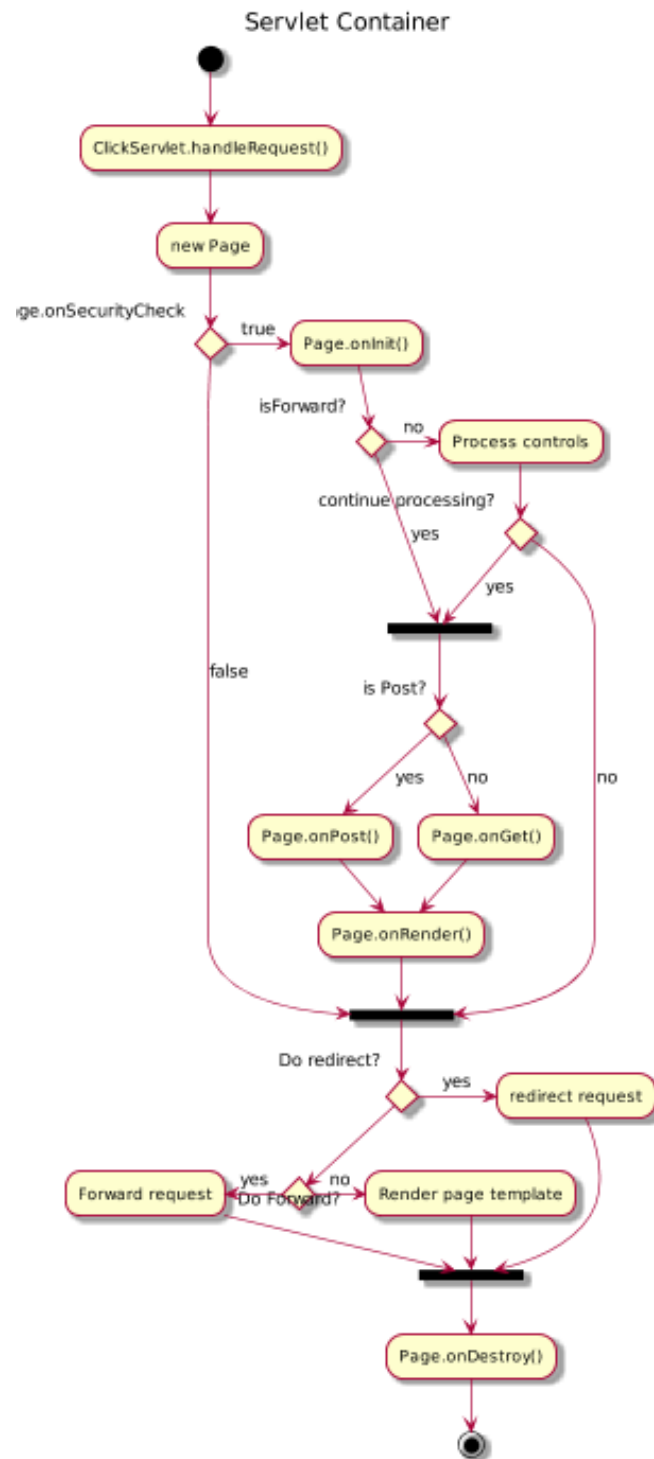 Servlet Container
ClickServlet.handleRequest()
new Page
ge.onSecurityCheck
true
Page.onInit()
isForward?
no
Process controls
continue processing?
yes
yes
false
is Post?
yes
no
no
Page.onPost()
Page.onGet()
Page.onRender()
Do redirect?
yes
redirect request
yes
no
Forward request
Do Forward?
Render page template
Page.onDestroy()